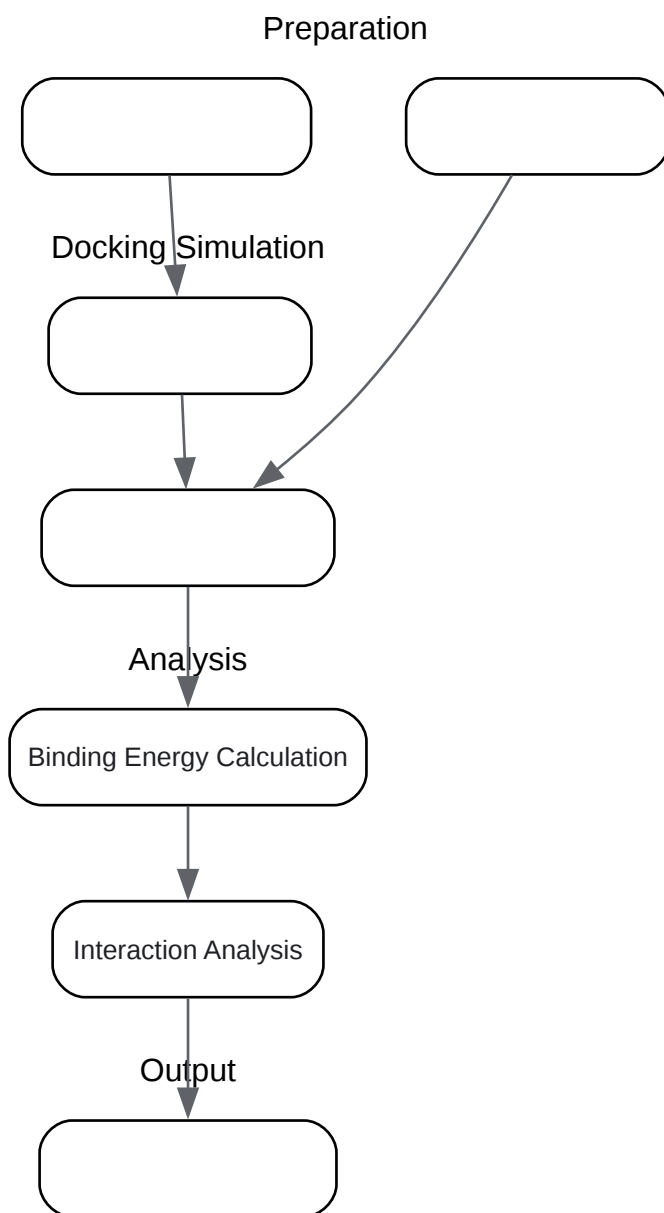 Preparation
Docking Simulation
Analysis
Binding Energy Calculation
Interaction Analysis
Output